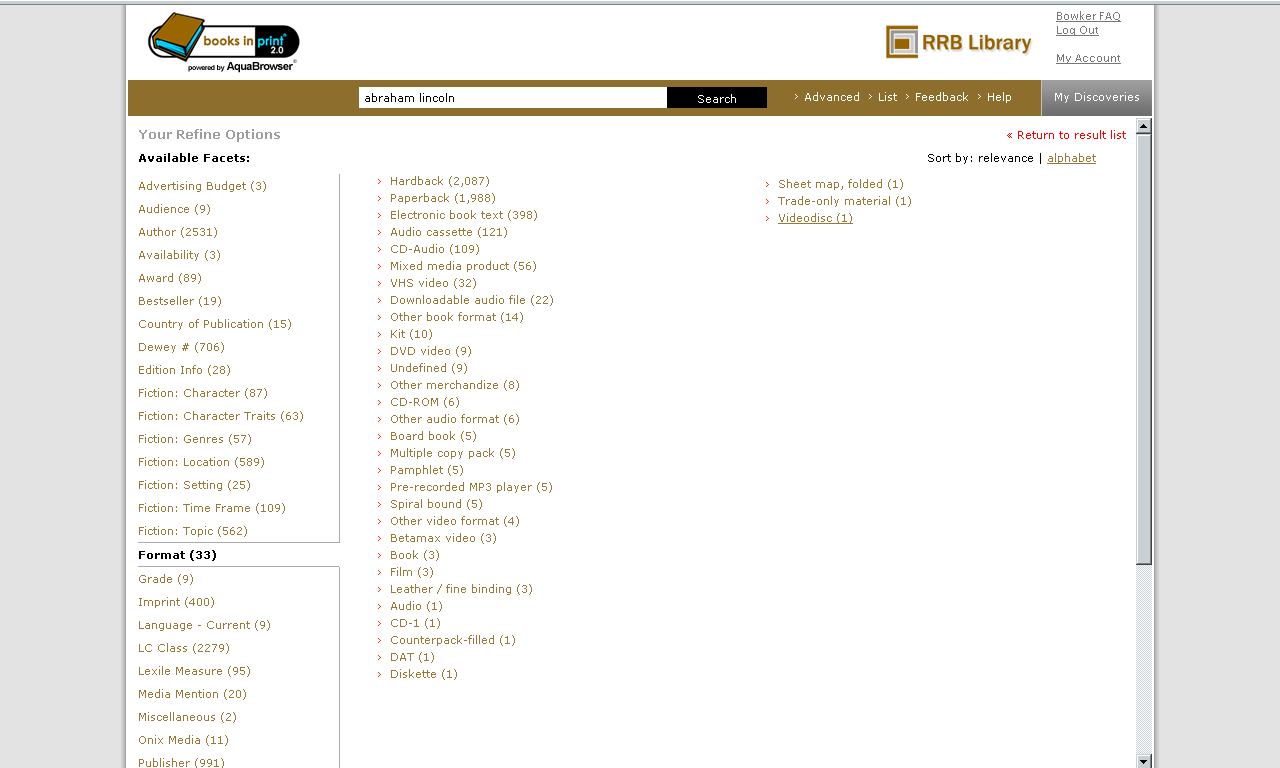 books in print 2.0
powered by AquaBrowser
RRB Library
Bowker FAQ
Log Out
My Account
abraham lincoln
Search
› Advanced › List › Feedback › Help
My Discoveries
Your Refine Options
« Return to result list
Available Facets:
Sort by: relevance | alphabet
Advertising Budget (3)
Audience (9)
Author (2531)
Availability (3)
Award (89)
Bestseller (19)
Country of Publication (15)
Dewey # (706)
Edition Info (28)
Fiction: Character (87)
Fiction: Character Traits (63)
Fiction: Genres (57)
Fiction: Location (589)
Fiction: Setting (25)
Fiction: Time Frame (109)
Fiction: Topic (562)
Format (33)
Grade (9)
Imprint (400)
Language - Current (9)
LC Class (2279)
Lexile Measure (95)
Media Mention (20)
Miscellaneous (2)
Onix Media (11)
Publisher (991)
› Hardback (2,087)
› Paperback (1,988)
› Electronic book text (398)
› Audio cassette (121)
› CD-Audio (109)
› Mixed media product (56)
› VHS video (32)
› Downloadable audio file (22)
› Other book format (14)
› Kit (10)
› DVD video (9)
› Undefined (9)
› Other merchandize (8)
› CD-ROM (6)
› Other audio format (6)
› Board book (5)
› Multiple copy pack (5)
› Pamphlet (5)
› Pre-recorded MP3 player (5)
› Spiral bound (5)
› Other video format (4)
› Betamax video (3)
› Book (3)
› Film (3)
› Leather / fine binding (3)
› Audio (1)
› CD-1 (1)
› Counterpack-filled (1)
› DAT (1)
› Diskette (1)
› Sheet map, folded (1)
› Trade-only material (1)
› Videodisc (1)